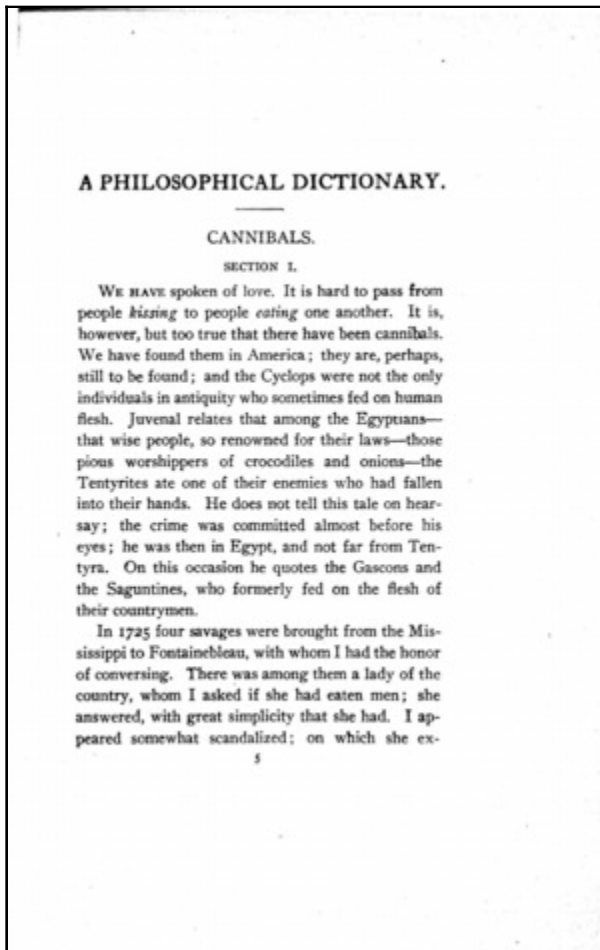 A PHILOSOPHICAL DICTIONARY.
CANNIBALS.
SECTION I.
WE HAVE spoken of love. It is hard to pass from
people kissing to people eating one another. It is,
however, but too true that there have been cannibals.
We have found them in America; they are, perhaps,
still to be found; and the Cyclops were not the only
individuals in antiquity who sometimes fed on human
flesh. Juvenal relates that among the Egyptians—
that wise people, so renowned for their laws—those
pious worshippers of crocodiles and onions—the
Tentyrites ate one of their enemies who had fallen
into their hands. He does not tell this tale on hear-
say; the crime was committed almost before his
eyes; he was then in Egypt, and not far from Ten-
tyra. On this occasion he quotes the Gascons and
the Saguntines, who formerly fed on the flesh of
their countrymen.
In 1725 four savages were brought from the Mis-
sissippi to Fontainebleau, with whom I had the honor
of conversing. There was among them a lady of the
country, whom I asked if she had eaten men; she
answered, with great simplicity that she had. I ap-
peared somewhat scandalized; on which she ex-
5